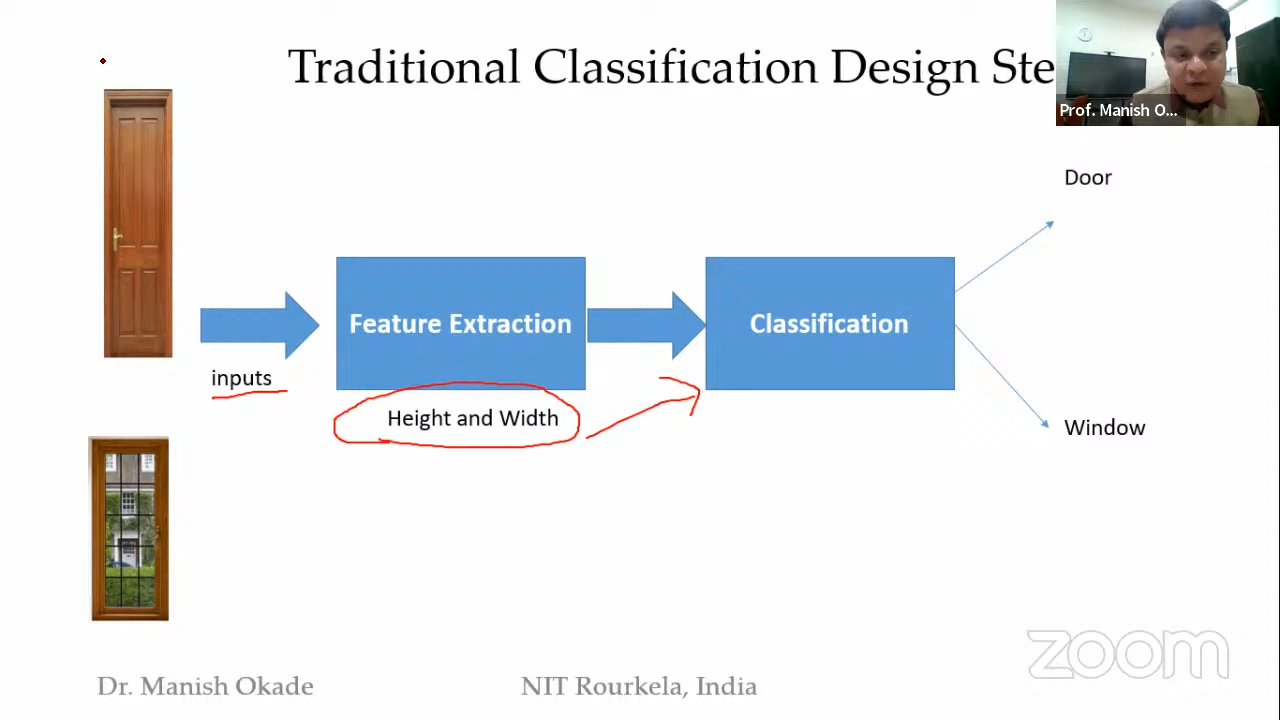 Traditional Classification Design Ste
Prof. Manish O...
Door
Feature Extraction
Classification
inputs
Height and Width
Window
zoom
Dr. Manish Okade
NIT Rourkela, India